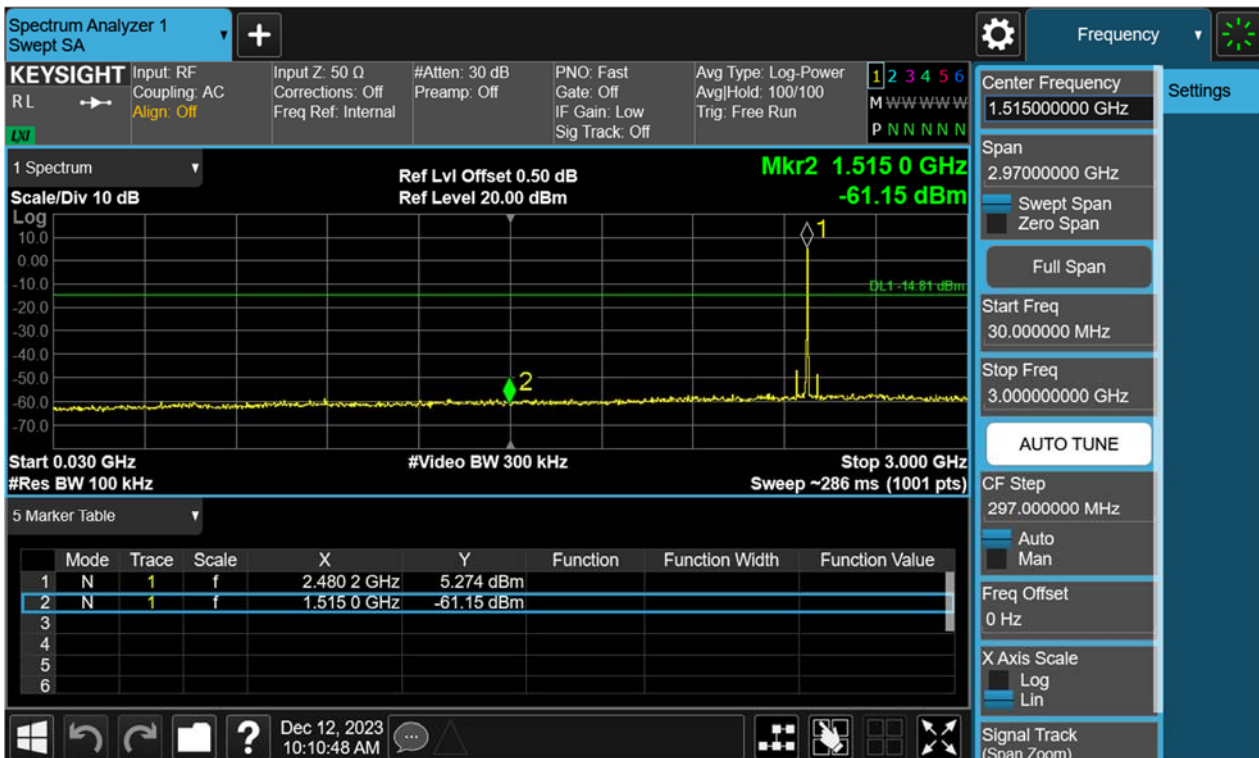 Spectrum Analyzer 1
Swept SA
+
Frequency
KEYSIGHT
RL
LXI
Input: RF
Coupling: AC
Align: Off
Input Z: 50 Ω
Corrections: Off
Freq Ref: Internal
#Atten: 30 dB
Preamp: Off
PNO: Fast
Gate: Off
IF Gain: Low
Sig Track: Off
Avg Type: Log-Power
Avg|Hold: 100/100
Trig: Free Run
1 2 3 4 5 6
M W W W W W
P N N N N N
1 Spectrum
Scale/Div 10 dB
Ref Lvl Offset 0.50 dB
Ref Level 20.00 dBm
Mkr2 1.515 0 GHz
-61.15 dBm
Log
10.0
0.00
-10.0
-20.0
-30.0
-40.0
-50.0
-60.0
-70.0
1
DL1 -14.81 dBm
2
Start 0.030 GHz
#Res BW 100 kHz
#Video BW 300 kHz
Stop 3.000 GHz
Sweep ~286 ms (1001 pts)
5 Marker Table
Mode Trace Scale X Y Function Function Width Function Value
1 N 1 f 2.480 2 GHz 5.274 dBm
2 N 1 f 1.515 0 GHz -61.15 dBm
3
4
5
6
?
Dec 12, 2023
10:10:48 AM
Center Frequency
1.515000000 GHz
Settings
Span
2.97000000 GHz
Swept Span
Zero Span
Full Span
Start Freq
30.000000 MHz
Stop Freq
3.000000000 GHz
AUTO TUNE
CF Step
297.000000 MHz
Auto
Man
Freq Offset
0 Hz
X Axis Scale
Log
Lin
Signal Track
(Span Zoom)